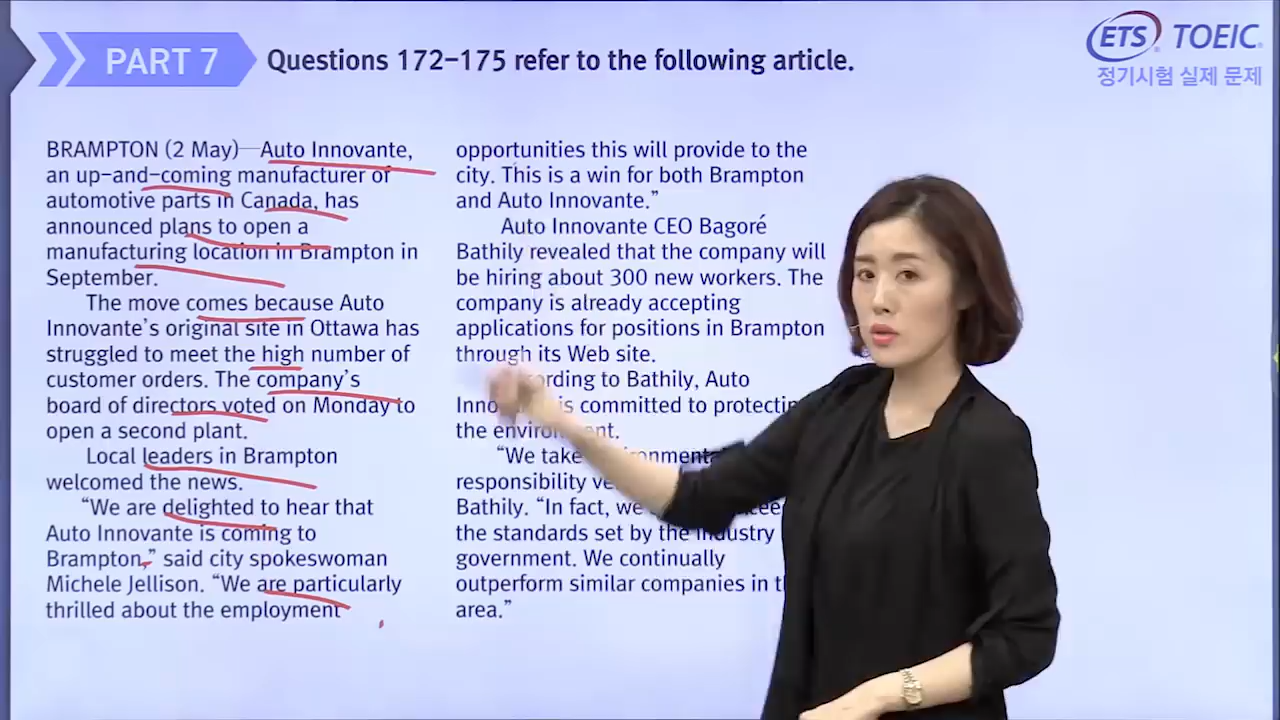 PART 7
Questions 172-175 refer to the following article.
ETS TOEIC
정기시험 실제 문제
BRAMPTON (2 May)—Auto Innovante,
an up-and-coming manufacturer of
automotive parts in Canada, has
announced plans to open a
manufacturing location in Brampton in
September.
The move comes because Auto
Innovante's original site in Ottawa has
struggled to meet the high number of
customer orders. The company's
board of directors voted on Monday to
open a second plant.
Local leaders in Brampton
welcomed the news.
"We are delighted to hear that
Auto Innovante is coming to
Brampton," said city spokeswoman
Michele Jellison. "We are particularly
thrilled about the employment
opportunities this will provide to the
city. This is a win for both Brampton
and Auto Innovante."
Auto Innovante CEO Bagoré
Bathily revealed that the company will
be hiring about 300 new workers. The
company is already accepting
applications for positions in Brampton
through its Web site.
to Bathily, Auto
is committed to
the
"We take
responsibility
Bathily. "In fact, we
the standards set by the industry
government. We continually
outperform similar companies in
area."